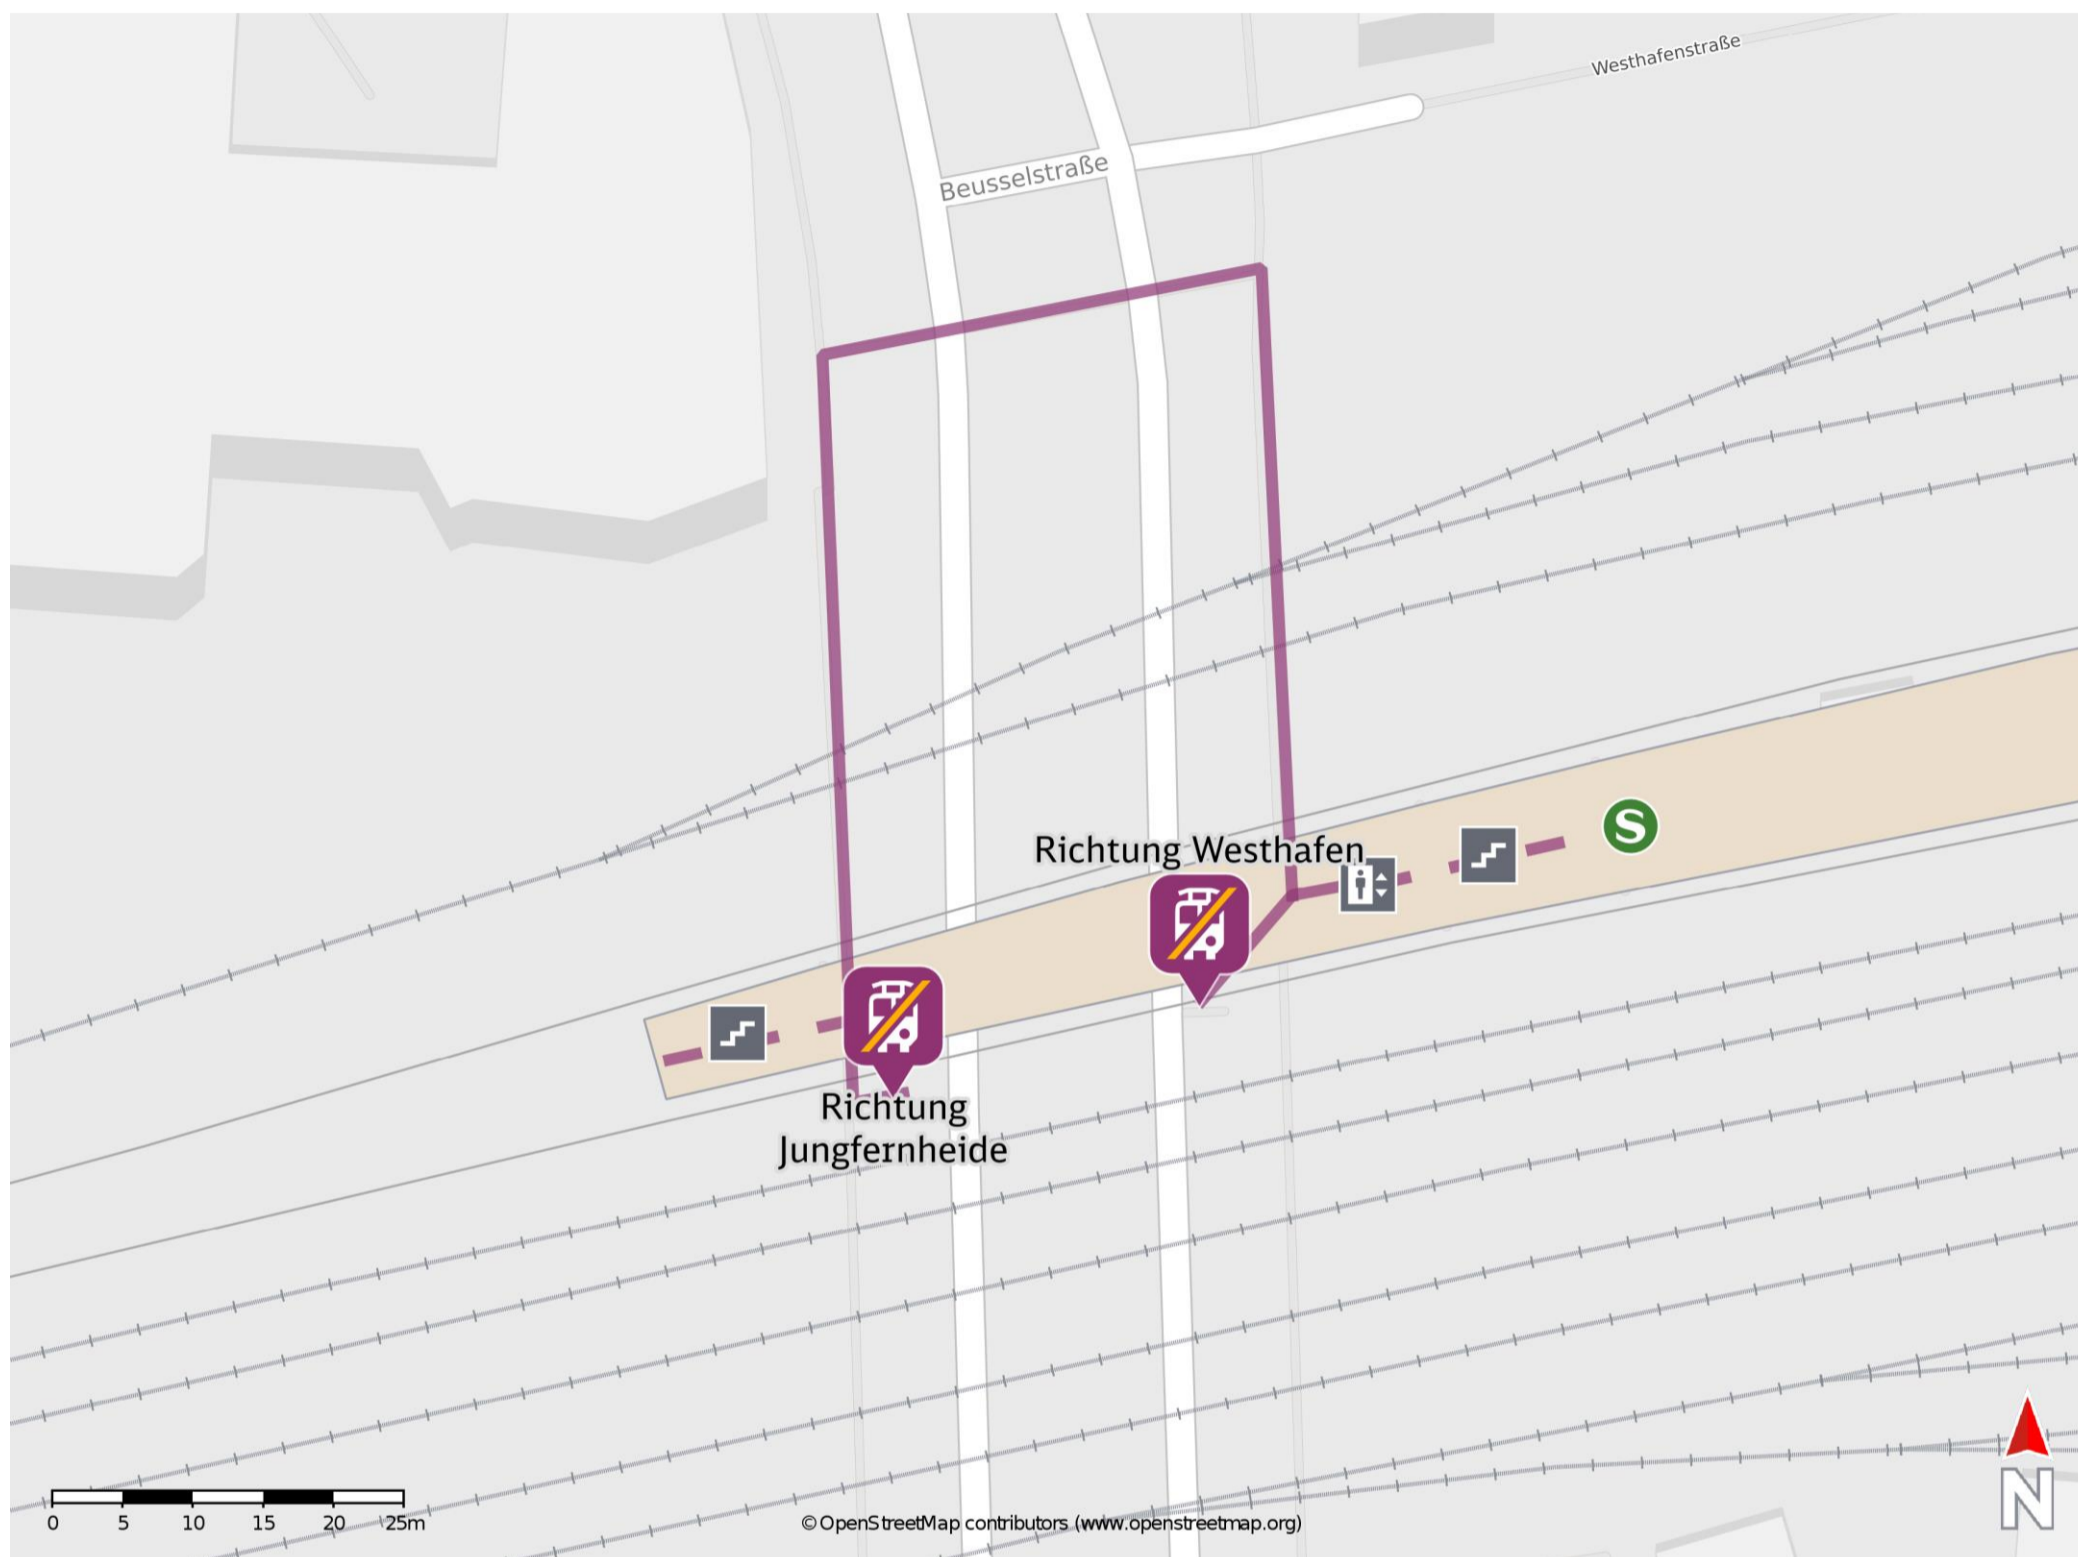 Westhafenstraße
Beusselstraße
S
Richtung Westhafen
Richtung
Jungfernheide
0 5 10 15 20 25m
© OpenStreetMap contributors (www.openstreetmap.org)
N